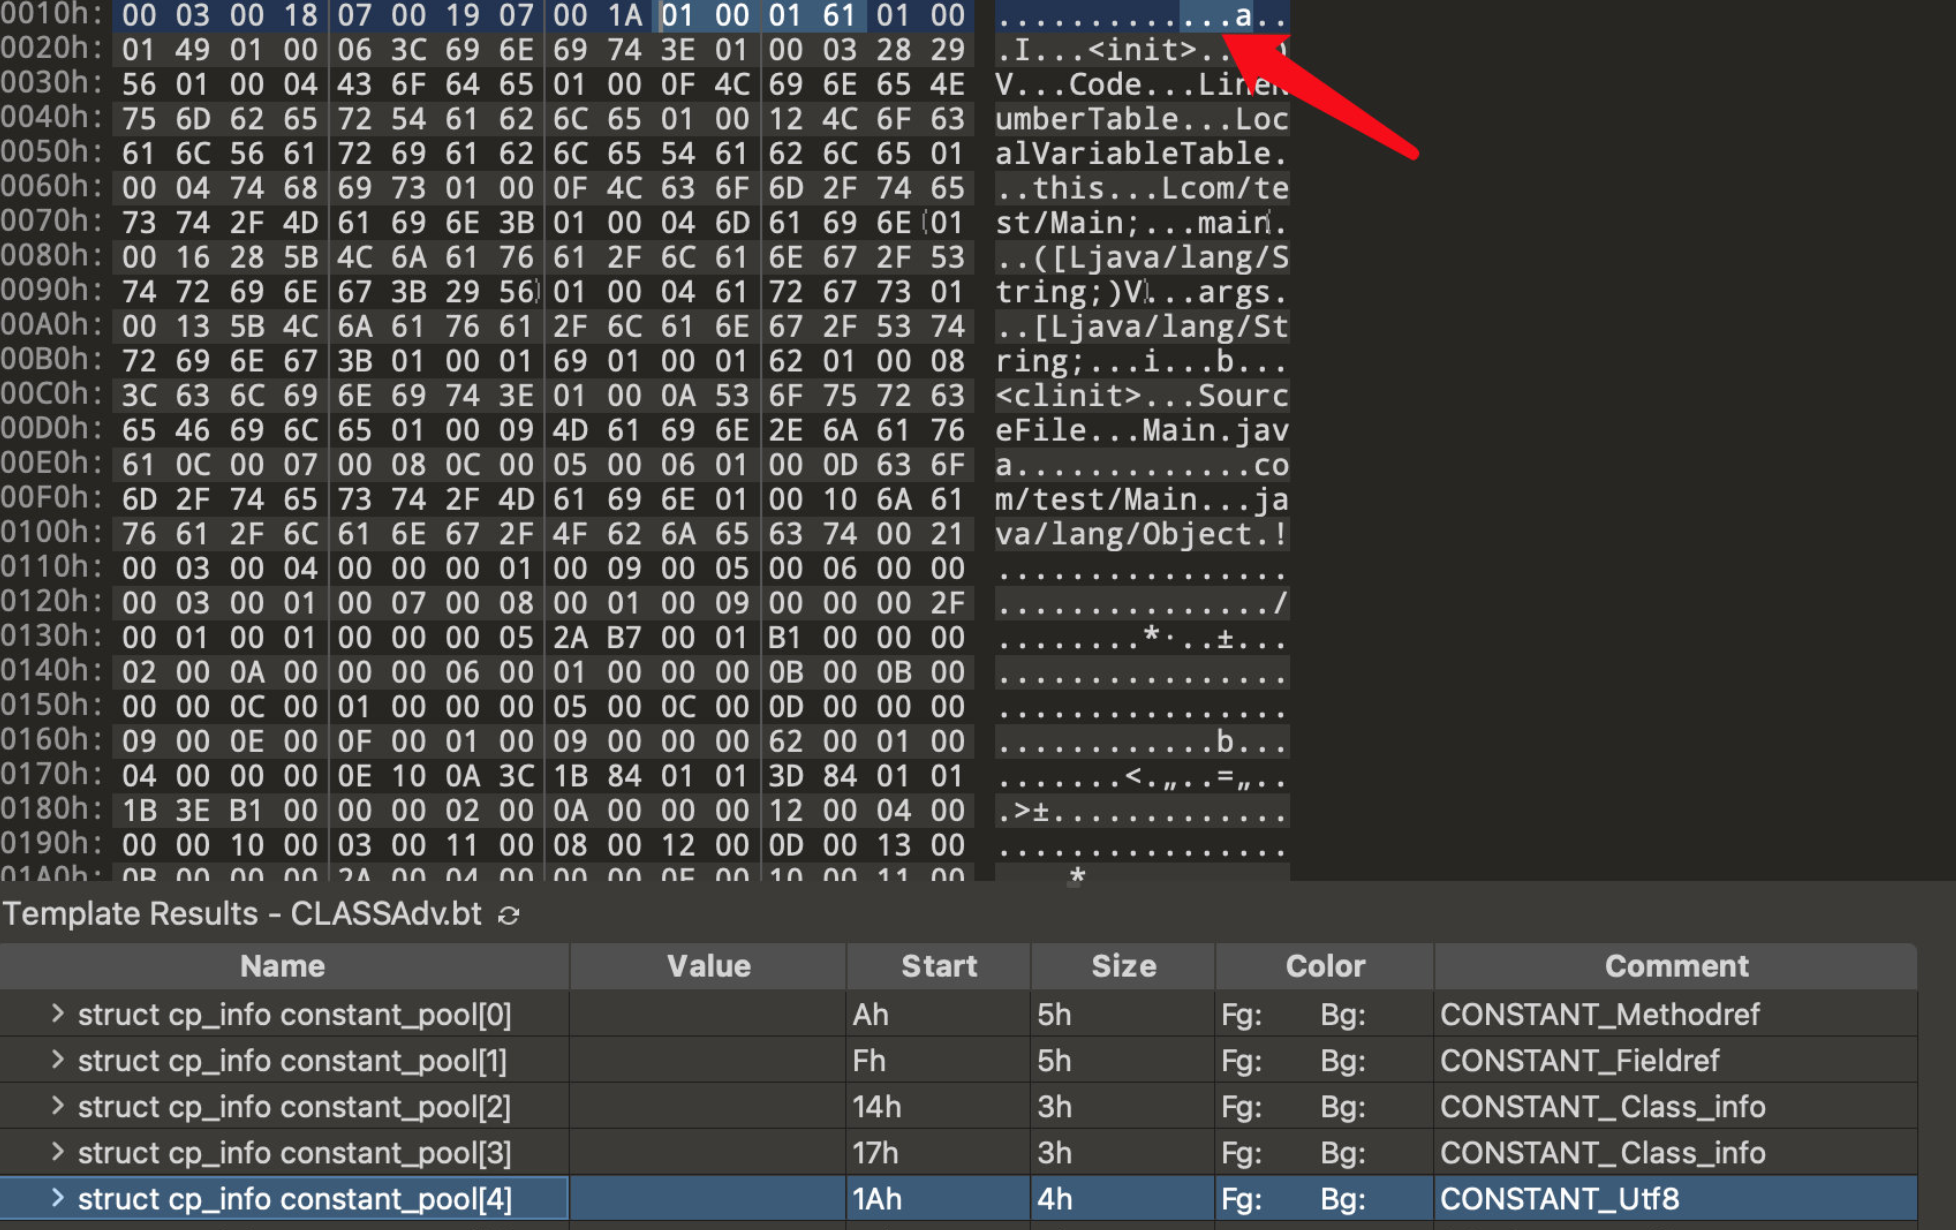 0010h: 00 03 00 18 07 00 19 07 00 1A 01 00 01 61 01 00 .............a..
0020h: 01 49 01 00 06 3C 69 6E 69 74 3E 01 00 03 28 29 .I...<init>..
0030h: 56 01 00 04 43 6F 64 65 01 00 0F 4C 69 6E 65 4E V...Code...LineN
0040h: 75 6D 62 65 72 54 61 62 6C 65 01 00 12 4C 6F 63 umberTable...Loc
0050h: 61 6C 56 61 72 69 61 62 6C 65 54 61 62 6C 65 01 alVariableTable.
0060h: 00 04 74 68 69 73 01 00 0F 4C 63 6F 6D 2F 74 65 ..this...Lcom/te
0070h: 73 74 2F 4D 61 69 6E 3B 01 00 04 6D 61 69 6E 01 st/Main;...main.
0080h: 00 16 28 5B 4C 6A 61 76 61 2F 6C 61 6E 67 2F 53 ..([Ljava/lang/S
0090h: 74 72 69 6E 67 3B 29 56 01 00 04 61 72 67 73 01 tring;)V...args.
00A0h: 00 13 5B 4C 6A 61 76 61 2F 6C 61 6E 67 2F 53 74 ..[Ljava/lang/St
00B0h: 72 69 6E 67 3B 01 00 01 69 01 00 01 62 01 00 08 ring;...i...b...
00C0h: 3C 63 6C 69 6E 69 74 3E 01 00 0A 53 6F 75 72 63 <clinit>...Sourc
00D0h: 65 46 69 6C 65 01 00 09 4D 61 69 6E 2E 6A 61 76 eFile...Main.jav
00E0h: 61 0C 00 07 00 08 0C 00 05 00 06 01 00 0D 63 6F a.............co
00F0h: 6D 2F 74 65 73 74 2F 4D 61 69 6E 01 00 10 6A 61 m/test/Main...ja
0100h: 76 61 2F 6C 61 6E 67 2F 4F 62 6A 65 63 74 00 21 va/lang/Object.!
0110h: 00 03 00 04 00 00 00 01 00 09 00 05 00 06 00 00 ................
0120h: 00 03 00 01 00 07 00 08 00 01 00 09 00 00 00 2F .............../
0130h: 00 01 00 01 00 00 00 05 2A B7 00 01 B1 00 00 00 ........*·..±...
0140h: 02 00 0A 00 00 00 06 00 01 00 00 00 0B 00 0B 00 ................
0150h: 00 00 0C 00 01 00 00 00 05 00 0C 00 0D 00 00 00 ................
0160h: 09 00 0E 00 0F 00 01 00 09 00 00 00 62 00 01 00 ............b...
0170h: 04 00 00 00 0E 10 0A 3C 1B 84 01 01 3D 84 01 01 .......<.„..=„..
0180h: 1B 3E B1 00 00 00 02 00 0A 00 00 00 12 00 04 00 .>±.............
0190h: 00 00 10 00 03 00 11 00 08 00 12 00 0D 00 13 00 ................
01A0h: 0B 00 00 00 2A 00 04 00 00 00 0E 00 10 00 11 00 *
Template Results - CLASSAdv.bt
Name Value Start Size Color Comment
> struct cp_info constant_pool[0] Ah 5h Fg: Bg: CONSTANT_Methodref
> struct cp_info constant_pool[1] Fh 5h Fg: Bg: CONSTANT_Fieldref
> struct cp_info constant_pool[2] 14h 3h Fg: Bg: CONSTANT_Class_info
> struct cp_info constant_pool[3] 17h 3h Fg: Bg: CONSTANT_Class_info
> struct cp_info constant_pool[4] 1Ah 4h Fg: Bg: CONSTANT_Utf8